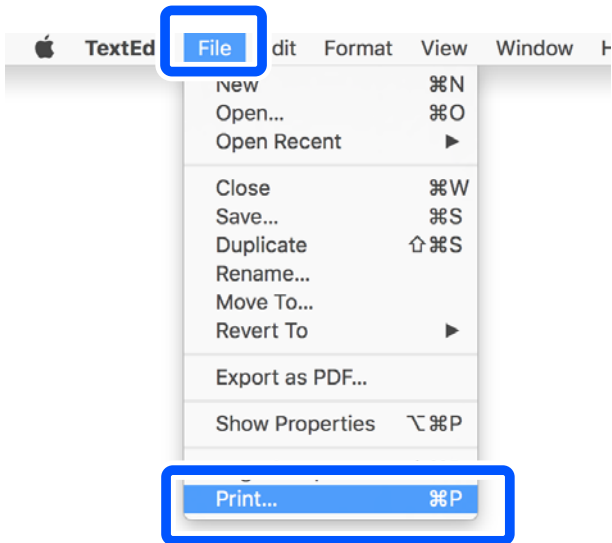 TextEd File dit Format View Window H
New ⌘N
Open... ⌘O
Open Recent ▶
Close ⌘W
Save... ⌘S
Duplicate ⇧⌘S
Rename...
Move To...
Revert To ▶
Export as PDF...
Show Properties ⌥⌘P
Print... ⌘P